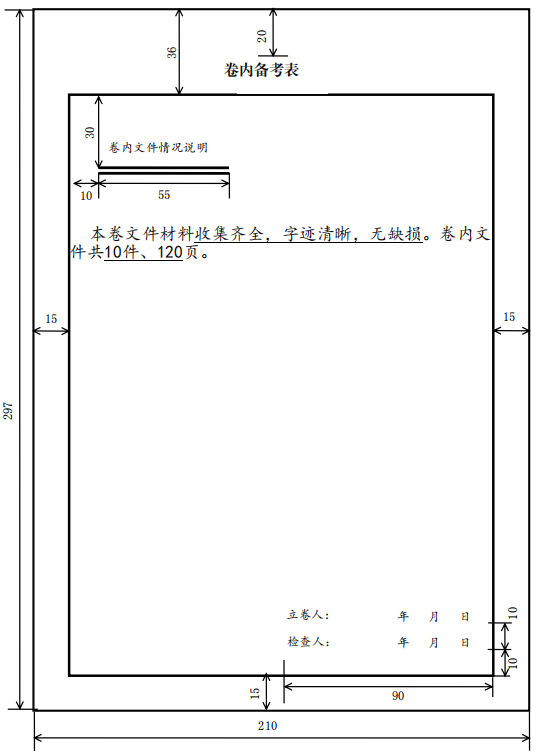 20
36
卷内备考表
30
卷内文件情况说明
10
55
本卷文件材料收集齐全，字迹清晰，无缺损。卷内文
件共10件、120页。
15
15
297
立卷人： 年 月 日
10
检查人： 年 月 日
10
15
90
210